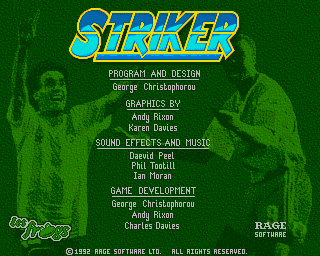 STRIKER
PROGRAM AND DESIGN
George Christophorou
GRAPHICS BY
Andy Rixon
Karen Davies
SOUND EFFECTS AND MUSIC
Daevid Peel
Phil Tootill
Ian Moran
GAME DEVELOPMENT
George Christophorou
Andy Rixon
Charles Davies
RAGE
SOFTWARE
©1992 RAGE SOFTWARE LTD. ALL RIGHTS RESERVED.